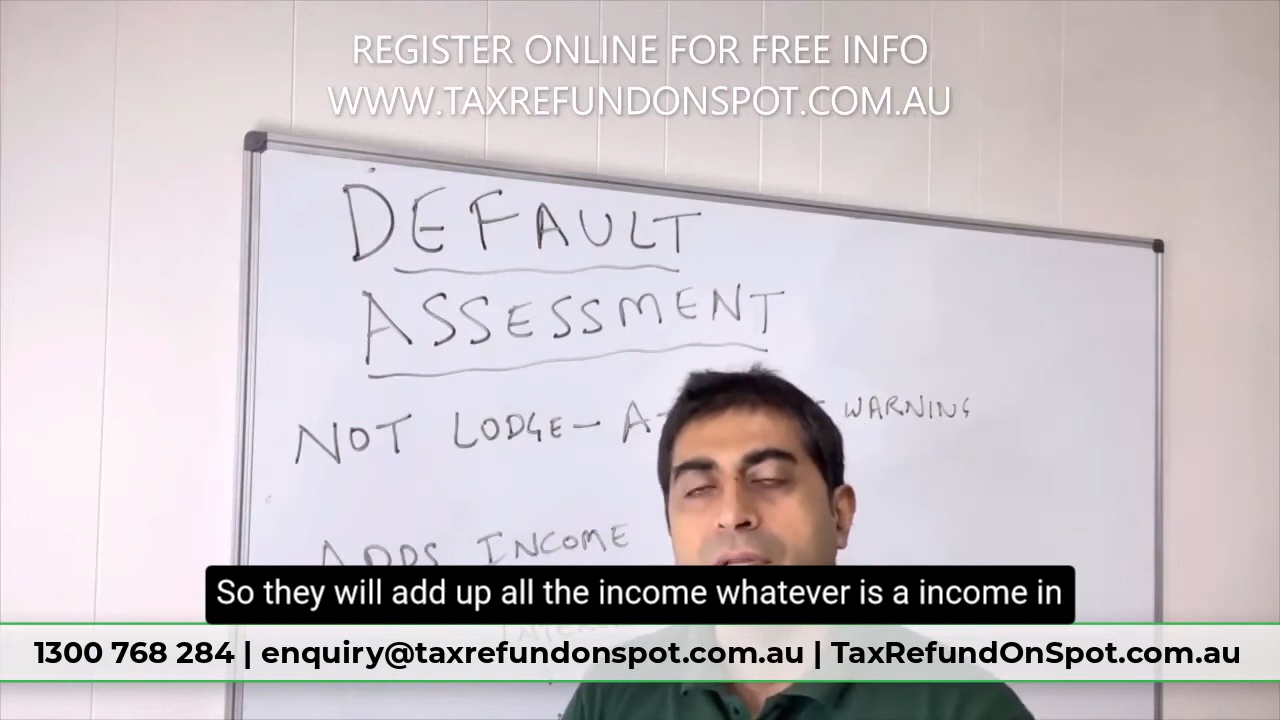 REGISTER ONLINE FOR FREE INFO
WWW.TAXREFUNDONSPOT.COM.AU
DEFAULT
ASSESSMENT
NOT LODGE- WARNING
ADDS INCOME
So they will add up all the income whatever is a income in
1300 768 284 | enquiry@taxrefundonspot.com.au | TaxRefundOnSpot.com.au